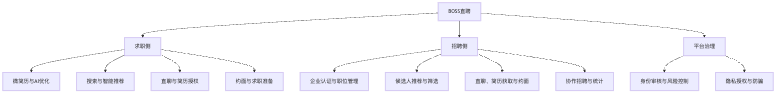 BOSS直聘
求职侧
招聘侧
平台治理
微简历与AI优化
搜索与智能推荐
直聊与简历授权
约面与求职准备
企业认证与职位管理
候选人推荐与筛选
直聊、简历获取与约面
协作招聘与统计
身份审核与风险控制
隐私授权与防骗